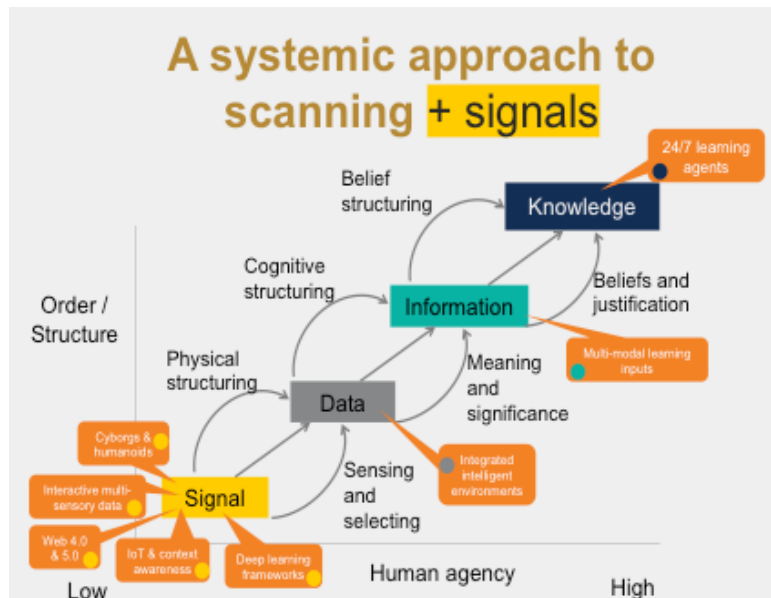 A systemic approach to
scanning + signals
24/7 learning
agents
Belief
structuring
Knowledge
Cognitive
structuring
Beliefs and
justification
Order /
Structure
Information
Physical
structuring
Multi-modal learning
inputs
Meaning
and
significance
Data
Cyborgs &
humanoids
Integrated
intelligent
environments
Interactive multi-
sensory data
Signal
Sensing
and
selecting
Web 4.0
& 5.0
IoT & context
awareness
Deep learning
frameworks
Low
Human agency
High